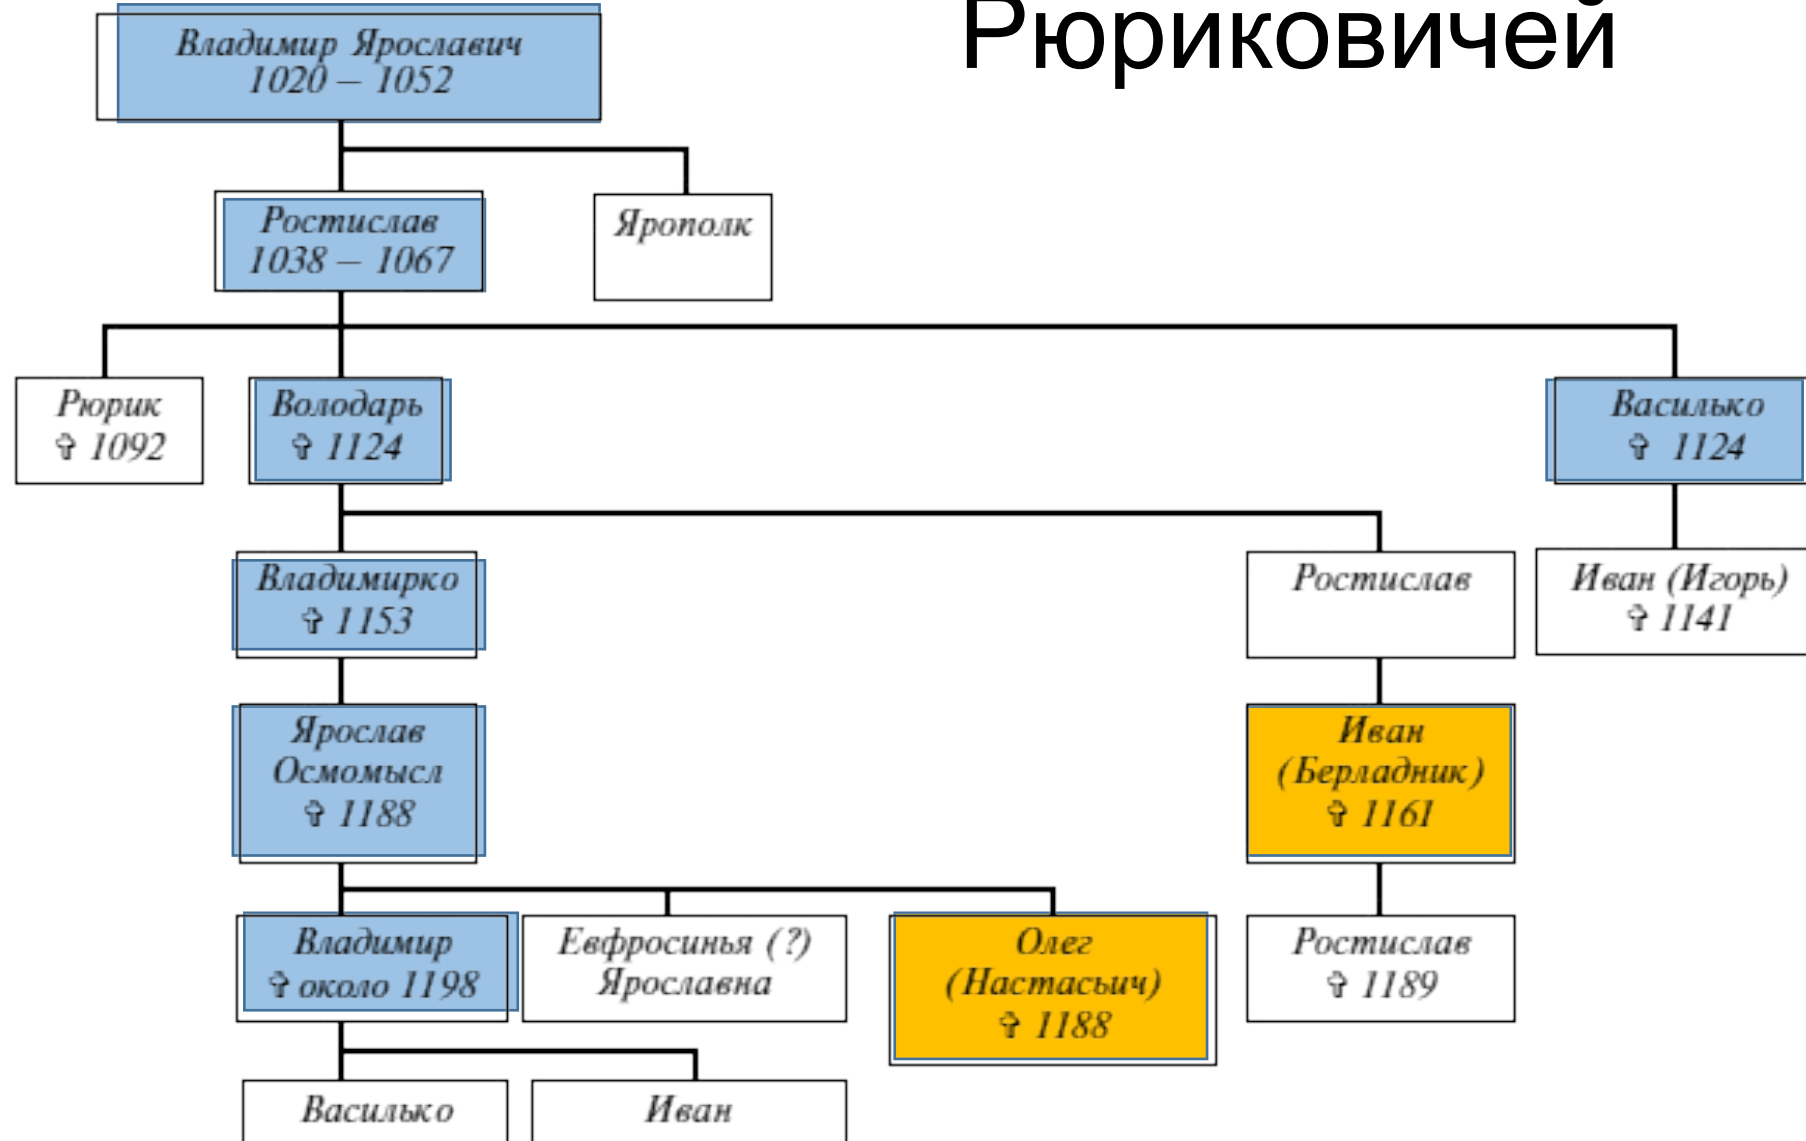 Рюриковичей
Владимир Ярославич
1020 – 1052
Ростислав
1038 – 1067
Ярополк
Рюрик
✞ 1092
Володарь
✞ 1124
Василько
✞ 1124
Владимирко
✞ 1153
Ростислав
Иван (Игорь)
✞ 1141
Ярослав
Осмомысл
✞ 1188
Иван
(Берладник)
✞ 1161
Владимир
✞ около 1198
Евфросинья (?)
Ярославна
Олег
(Настасьич)
✞ 1188
Ростислав
✞ 1189
Василько
Иван